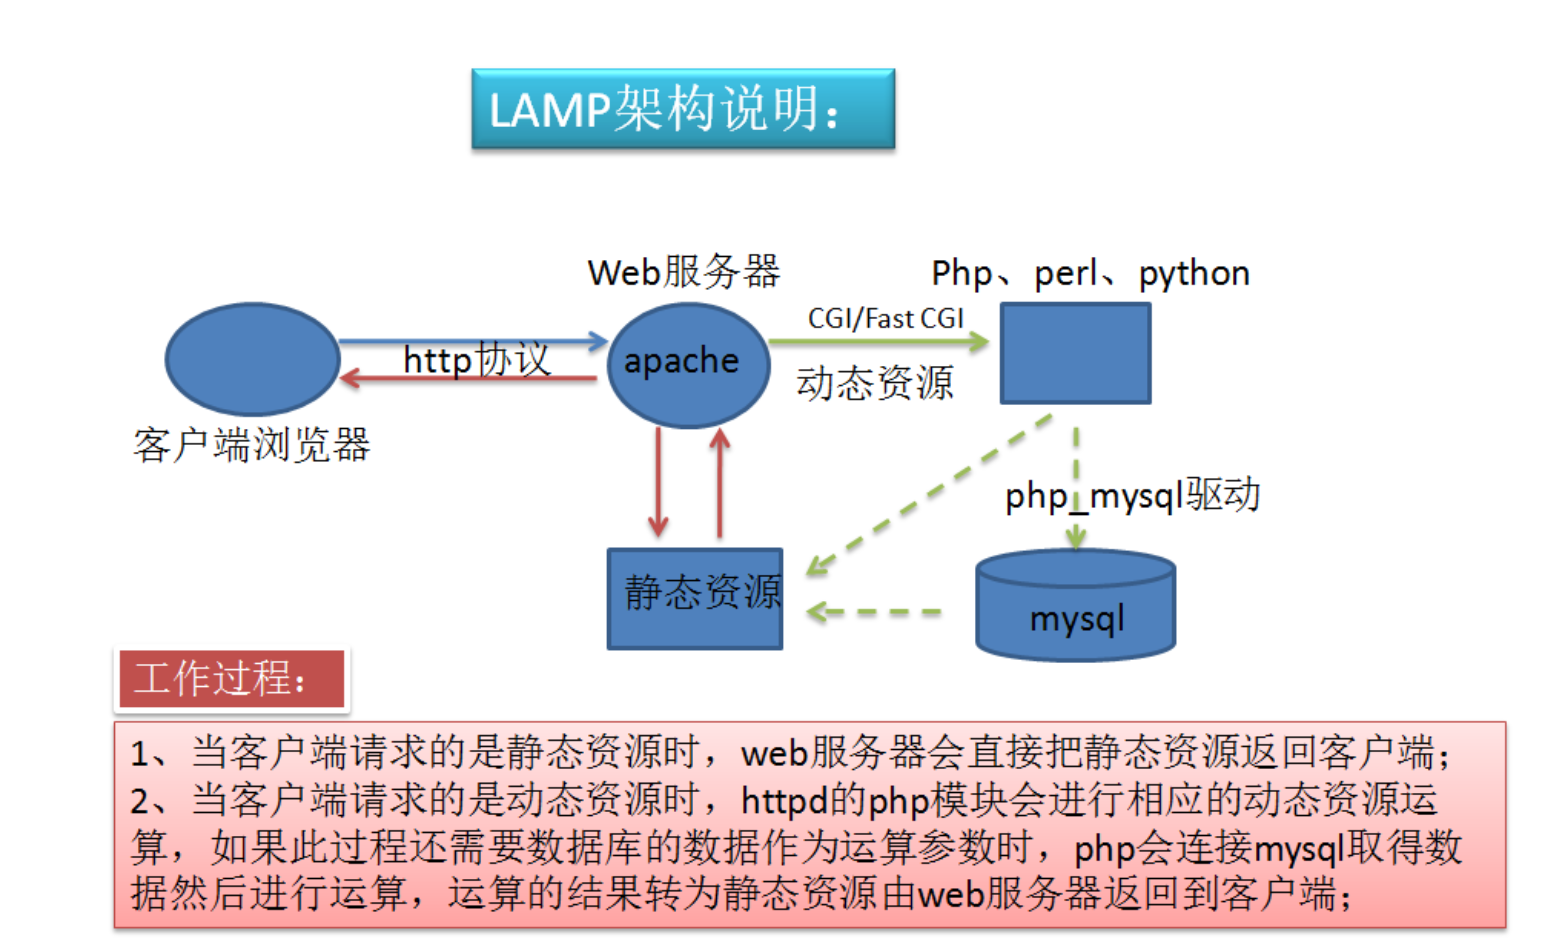 LAMP架构说明：
Web服务器
Php、perl、python
CGI/Fast CGI
http协议
apache
动态资源
客户端浏览器
php_mysql驱动
静态资源
mysql
工作过程：
1、当客户端请求的是静态资源时，web服务器会直接把静态资源返回客户端；
2、当客户端请求的是动态资源时，httpd的php模块会进行相应的动态资源运
算，如果此过程还需要数据库的数据作为运算参数时，php会连接mysql取得数
据然后进行运算，运算的结果转为静态资源由web服务器返回到客户端；